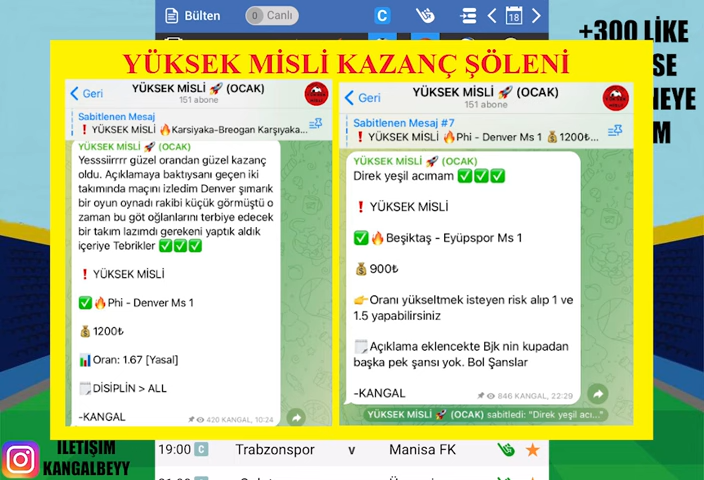 Bülten
0 Canlı
C
18
+300 LİKE
SE
NEYE
M
YÜKSEK MİSLİ KAZANÇ ŞÖLENİ
Geri
YÜKSEK MİSLİ 🚀 (OCAK)
151 abone
Sabitlenen Mesaj
❗ YÜKSEK MİSLİ 🔥Karsiyaka-Breogan Karşıyaka...
YÜKSEK MİSLİ 🚀 (OCAK)
Yesssiirrrr güzel orandan güzel kazanç
oldu. Açıklamaya baktıysanı geçen iki
takımında maçını izledim Denver şımarık
bir oyun oynadı rakibi küçük görmüştü o
zaman bu göt oğlanlarını terbiye edecek
bir takım lazımdı gerekeni yaptık aldık
içeriye Tebrikler ✅✅✅
❗ YÜKSEK MİSLİ
✅🔥Phi - Denver Ms 1
💰1200₺
📊Oran: 1.67 [Yasal]
🗒️DİSİPLİN > ALL
-KANGAL
420 KANGAL, 10:24
Geri
YÜKSEK MİSLİ 🚀 (OCAK)
151 abone
Sabitlenen Mesaj #7
❗ YÜKSEK MİSLİ 🔥Phi - Denver Ms 1 💰1200₺...
YÜKSEK MİSLİ 🚀 (OCAK)
Direk yeşil acımam ✅✅✅
❗ YÜKSEK MİSLİ
✅🔥Beşiktaş - Eyüpspor Ms 1
💰900₺
👉Oranı yükseltmek isteyen risk alıp 1 ve
1.5 yapabilirsiniz
🗒️Açıklama eklencekte Bjk nin kupadan
başka pek şansı yok. Bol Şanslar
-KANGAL
846 KANGAL, 22:29
YÜKSEK MİSLİ 🚀 (OCAK) sabitledi: "Direk yeşil acı..."
İLETİŞİM
KANGALBEYY
19:00 C Trabzonspor v Manisa FK